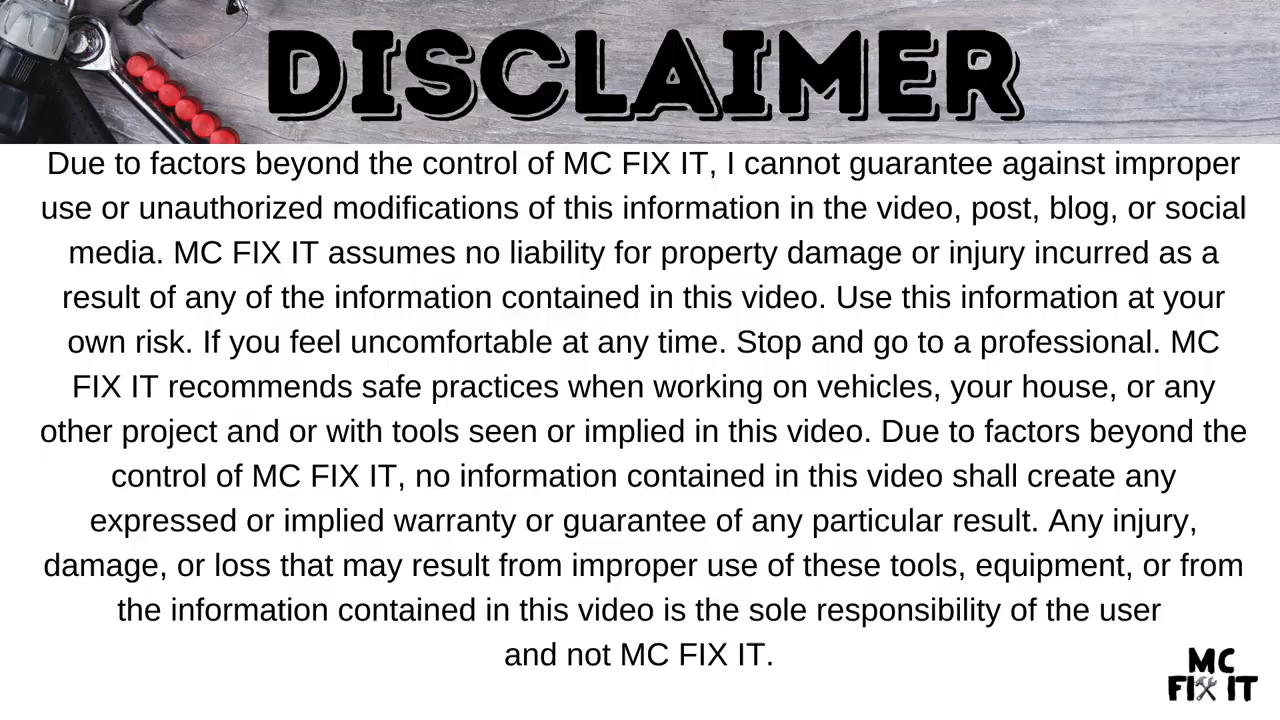 DISCLAIMER
Due to factors beyond the control of MC FIX IT, I cannot guarantee against improper
use or unauthorized modifications of this information in the video, post, blog, or social
media. MC FIX IT assumes no liability for property damage or injury incurred as a
result of any of the information contained in this video. Use this information at your
own risk. If you feel uncomfortable at any time. Stop and go to a professional. MC
FIX IT recommends safe practices when working on vehicles, your house, or any
other project and or with tools seen or implied in this video. Due to factors beyond the
control of MC FIX IT, no information contained in this video shall create any
expressed or implied warranty or guarantee of any particular result. Any injury,
damage, or loss that may result from improper use of these tools, equipment, or from
the information contained in this video is the sole responsibility of the user
and not MC FIX IT.
MC
FIX IT